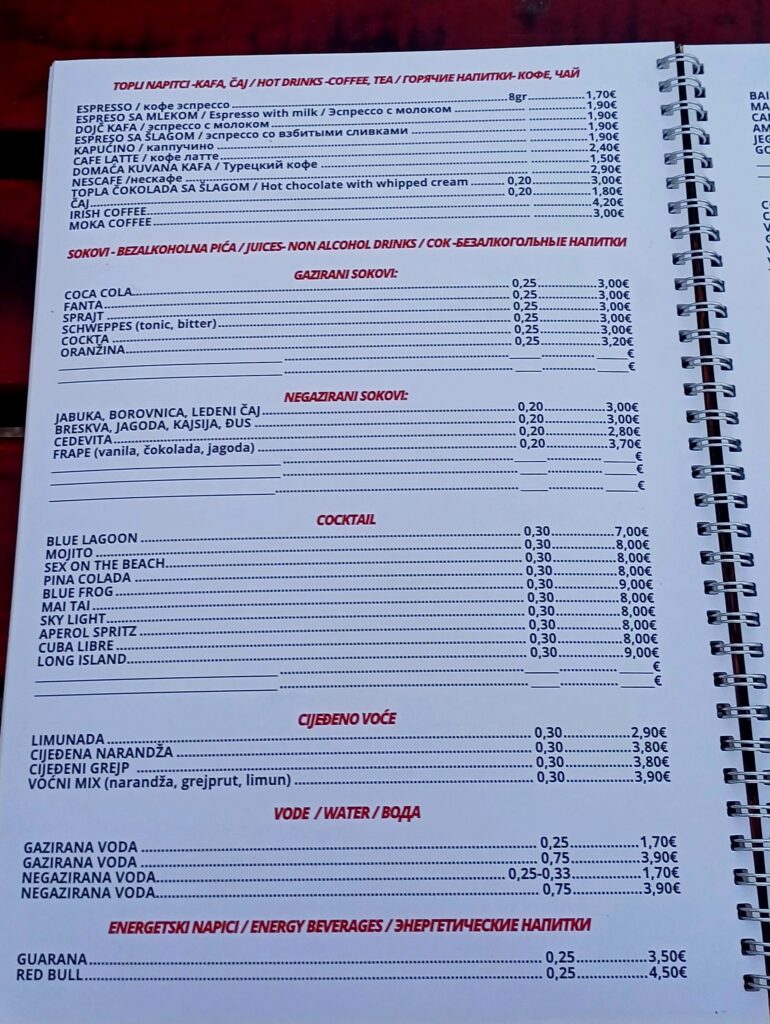 TOPLI NAPITCI -KAFA, ČAJ / HOT DRINKS -COFFEE, TEA / ГОРЯЧИЕ НАПИТКИ- КОФЕ, ЧАЙ
ESPRESSO / кофе эспрессо 8gr 1,70€
ESPRESO SA MLEKOM / Espresso with milk / Эспрессо с молоком 1,90€
DOJČ KAFA / эспрессо с молоком 1,90€
ESPRESO SA ŠLAGOM / эспрессо со взбитыми сливками 1,90€
KAPUĆINO / каппучино 1,90€
CAFE LATTE / кофе латте 2,40€
DOMAĆA KUVANA KAFA / Турецкий кофе 1,50€
NESCAFE /нескафе 2,90€
TOPLA ČOKOLADA SA ŠLAGOM / Hot chocolate with whipped cream 0,20 3,00€
ČAJ 0,20 1,80€
IRISH COFFEE 4,20€
MOKA COFFEE 3,00€
SOKOVI - BEZALKOHOLNA PIĆA / JUICES- NON ALCOHOL DRINKS / СОК -БЕЗАЛКОГОЛЬНЫЕ НАПИТКИ
GAZIRANI SOKOVI:
COCA COLA 0,25 3,00€
FANTA 0,25 3,00€
SPRAJT 0,25 3,00€
SCHWEPPES (tonic, bitter) 0,25 3,00€
COCKTA 0,25 3,00€
ORANŽINA 0,25 3,20€
€
€
NEGAZIRANI SOKOVI:
JABUKA, BOROVNICA, LEDENI ČAJ 0,20 3,00€
BRESKVA, JAGODA, KAJSIJA, ĐUS 0,20 3,00€
CEDEVITA 0,20 2,80€
FRAPE (vanila, čokolada, jagoda) 0,20 3,70€
€
€
€
COCKTAIL
BLUE LAGOON 0,30 7,00€
MOJITO 0,30 8,00€
SEX ON THE BEACH 0,30 8,00€
PINA COLADA 0,30 8,00€
BLUE FROG 0,30 9,00€
MAI TAI 0,30 8,00€
SKY LIGHT 0,30 8,00€
APEROL SPRITZ 0,30 8,00€
CUBA LIBRE 0,30 8,00€
LONG ISLAND 0,30 9,00€
€
€
CIJEĐENO VOĆE
LIMUNADA 0,30 2,90€
CIJEĐENA NARANDŽA 0,30 3,80€
CIJEĐENI GREJP 0,30 3,80€
VOĆNI MIX (narandža, grejprut, limun) 0,30 3,90€
VODE / WATER / ВОДА
GAZIRANA VODA 0,25 1,70€
GAZIRANA VODA 0,75 3,90€
NEGAZIRANA VODA 0,25-0,33 1,70€
NEGAZIRANA VODA 0,75 3,90€
ENERGETSKI NAPICI / ENERGY BEVERAGES / ЭНЕРГЕТИЧЕСКИЕ НАПИТКИ
GUARANA 0,25 3,50€
RED BULL 0,25 4,50€